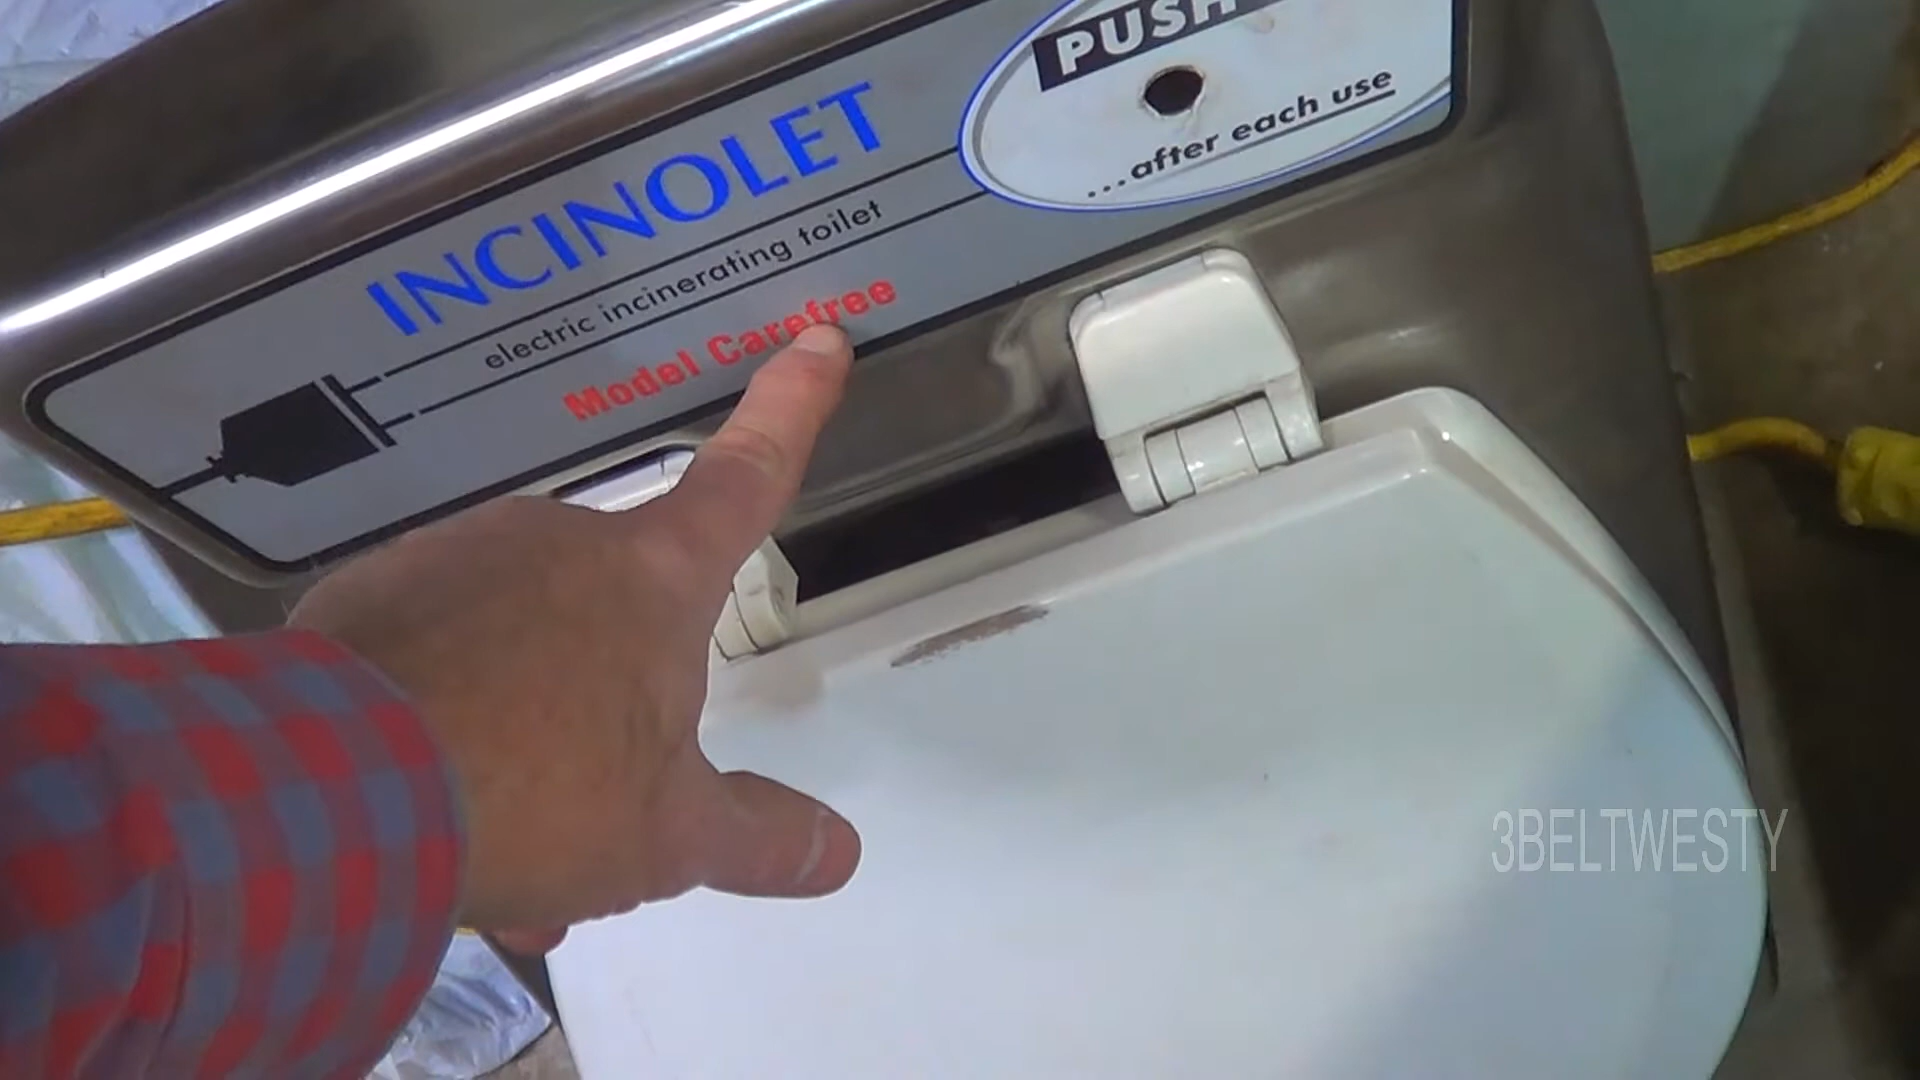 PUSH
...after each use
INCINOLET
electric incinerating toilet
Model Carefree
3BELTWESTY